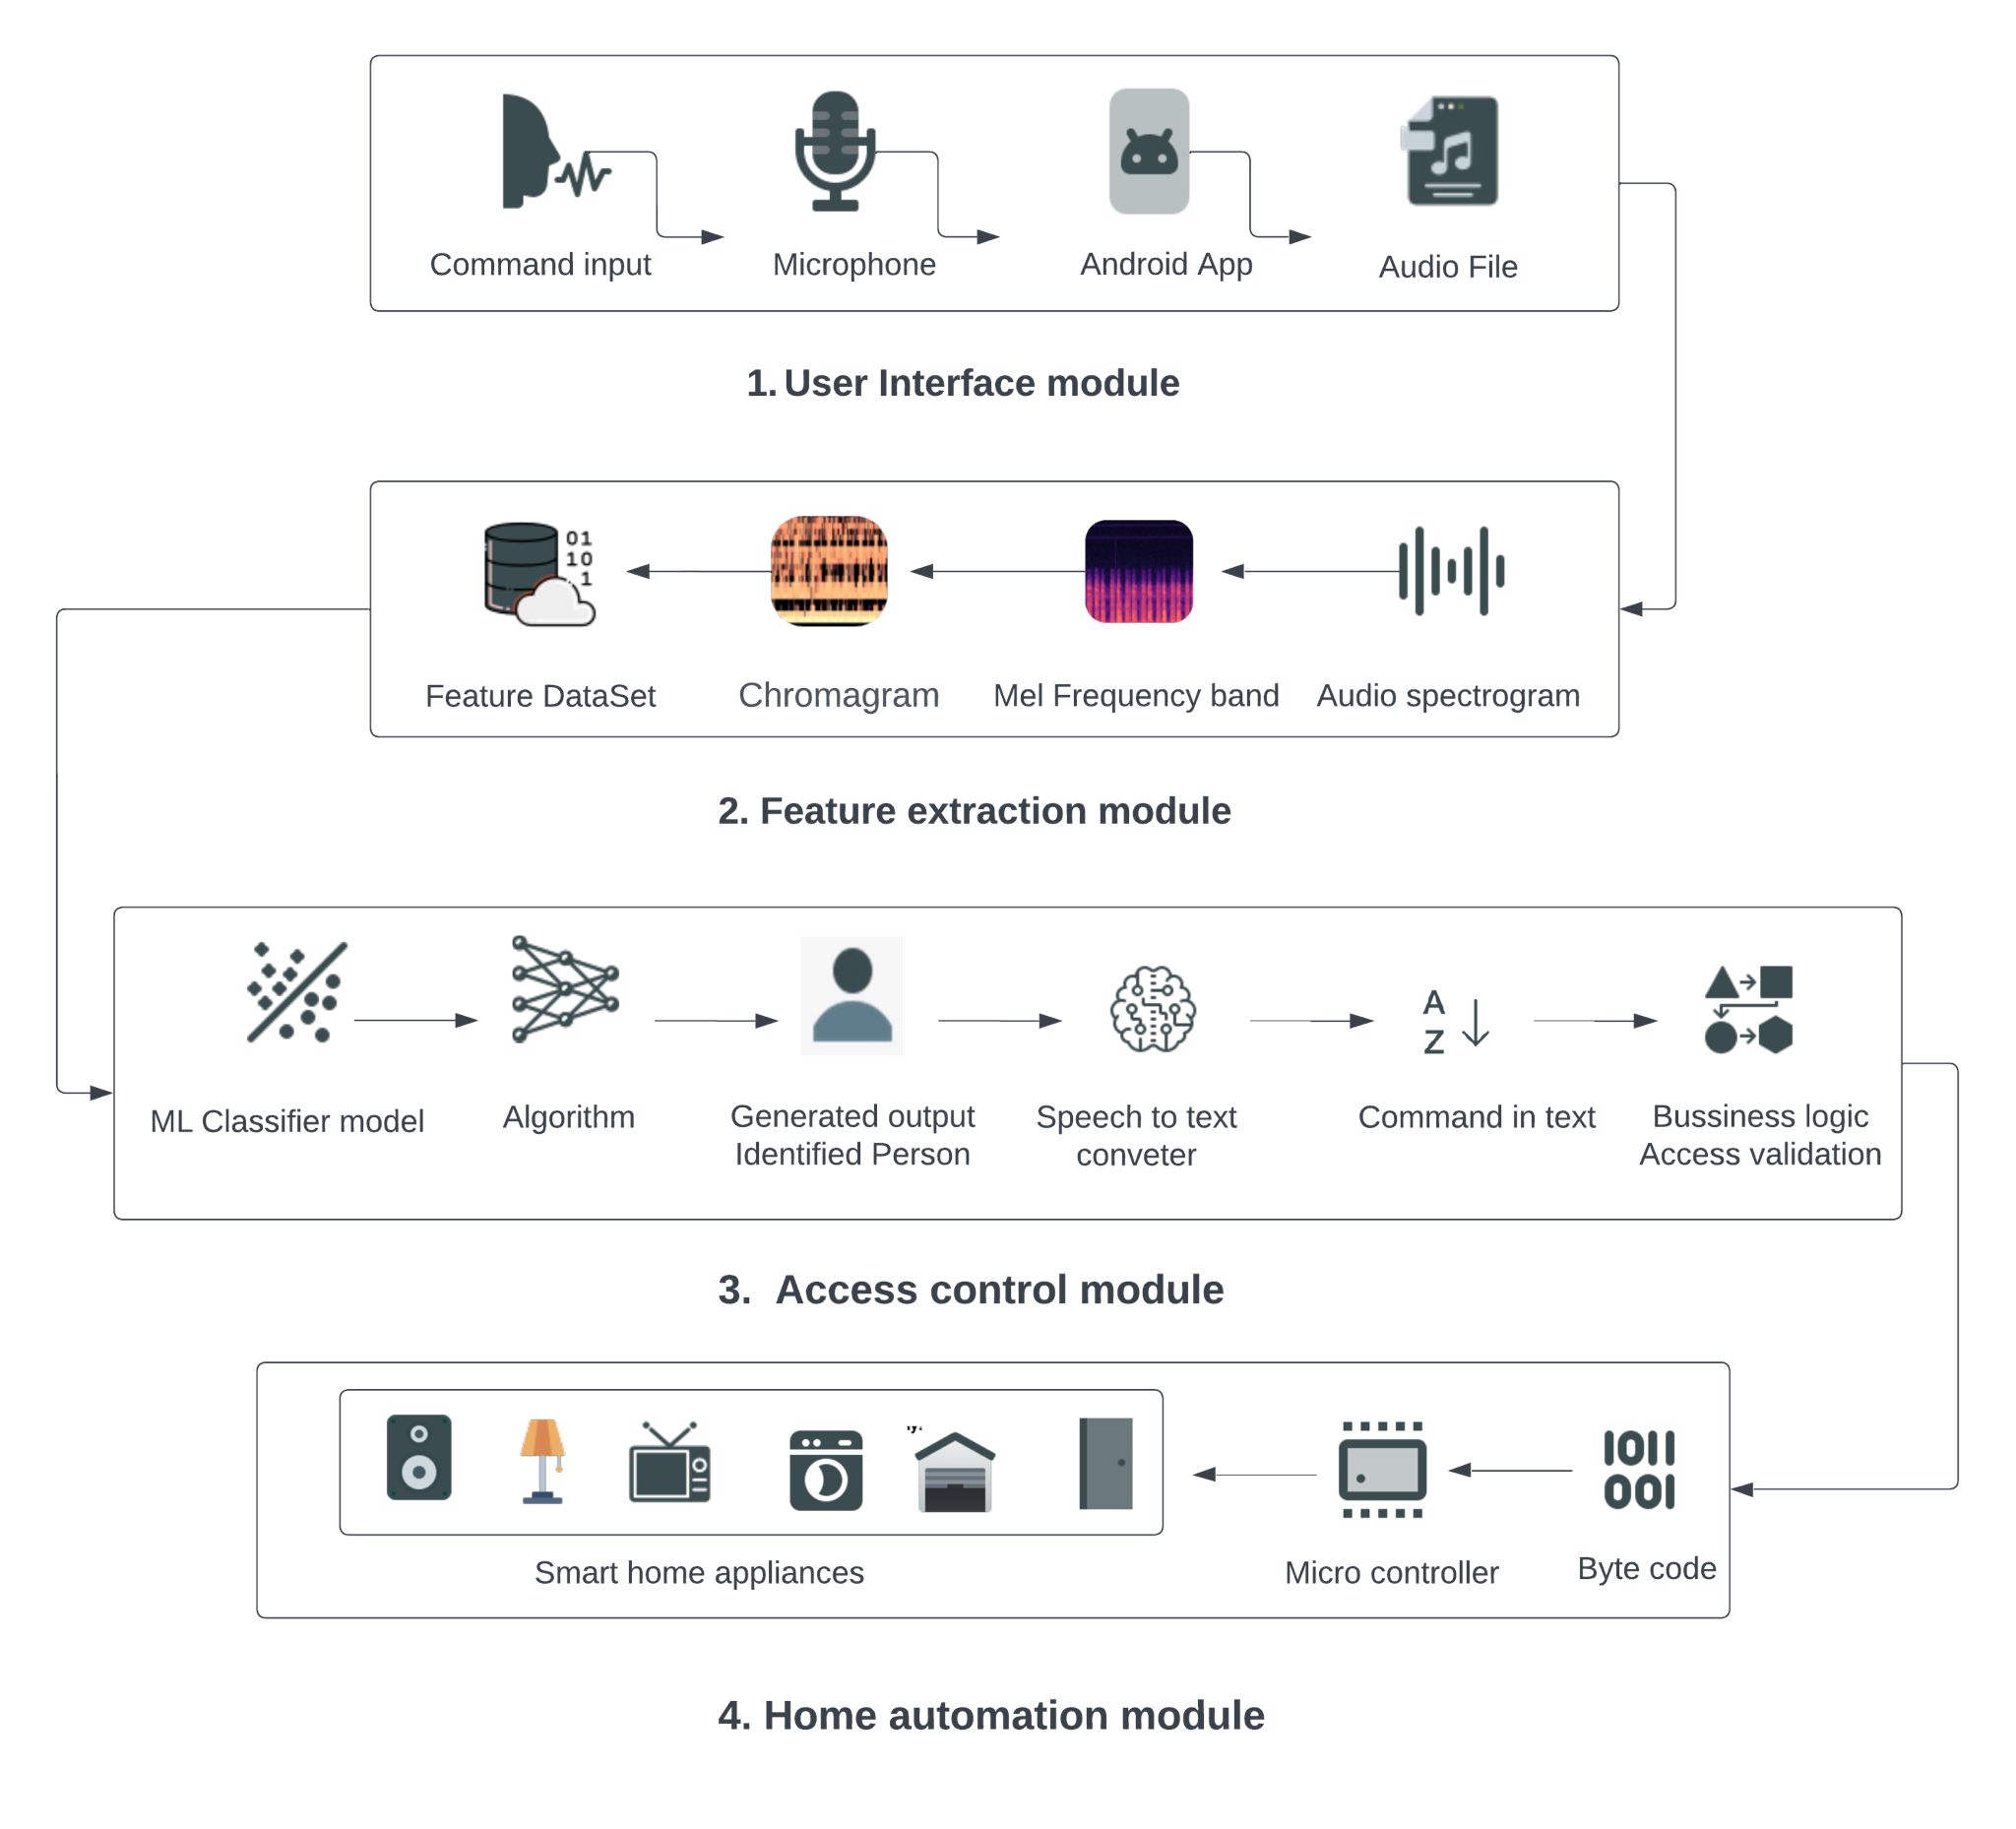 Command input
Microphone
Android App
Audio File
1. User Interface module
01
10
1
Feature DataSet
Chromagram
Mel Frequency band
Audio spectrogram
2. Feature extraction module
A
Z
ML Classifier model
Algorithm
Generated output
Identified Person
Speech to text
conveter
Command in text
Bussiness logic
Access validation
3. Access control module
1011
001
Smart home appliances
Micro controller
Byte code
4. Home automation module